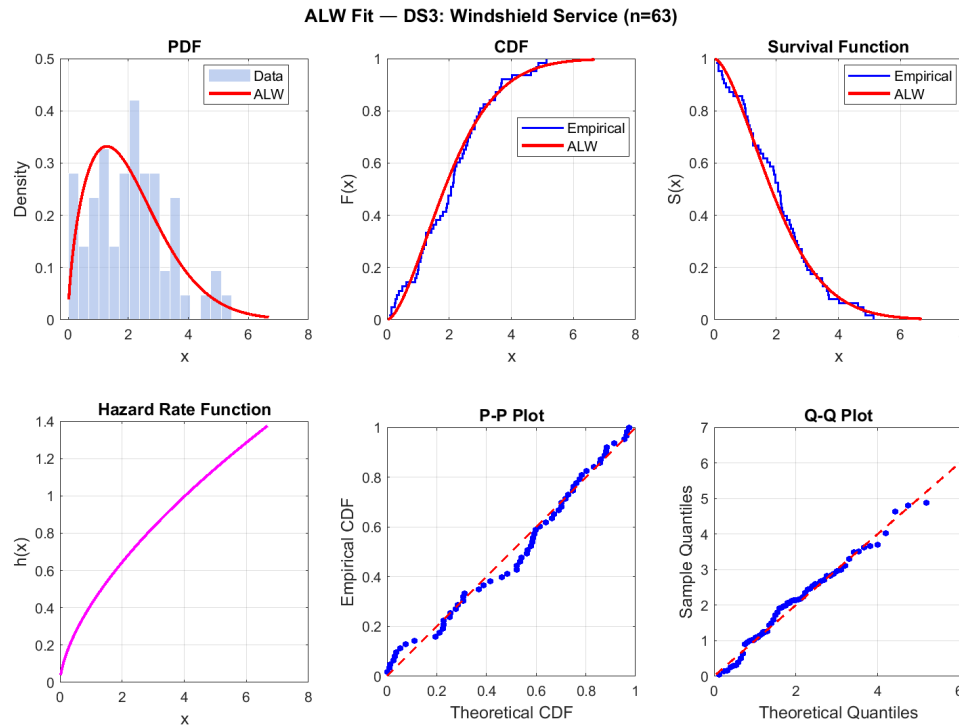 ALW Fit — DS3: Windshield Service (n=63)
PDF
Density
0.5
0.4
0.3
0.2
0.1
0
0 2 4 6 8
x
Data
ALW
CDF
F(x)
1
0.8
0.6
0.4
0.2
0
0 2 4 6 8
x
Empirical
ALW
Survival Function
S(x)
1
0.8
0.6
0.4
0.2
0
0 2 4 6
x
Empirical
ALW
Hazard Rate Function
h(x)
1.4
1.2
1
0.8
0.6
0.4
0.2
0
0 2 4 6 8
x
P-P Plot
Empirical CDF
1
0.8
0.6
0.4
0.2
0
0 0.2 0.4 0.6 0.8 1
Theoretical CDF
Q-Q Plot
Sample Quantiles
7
6
5
4
3
2
1
0
0 2 4 6
Theoretical Quantiles